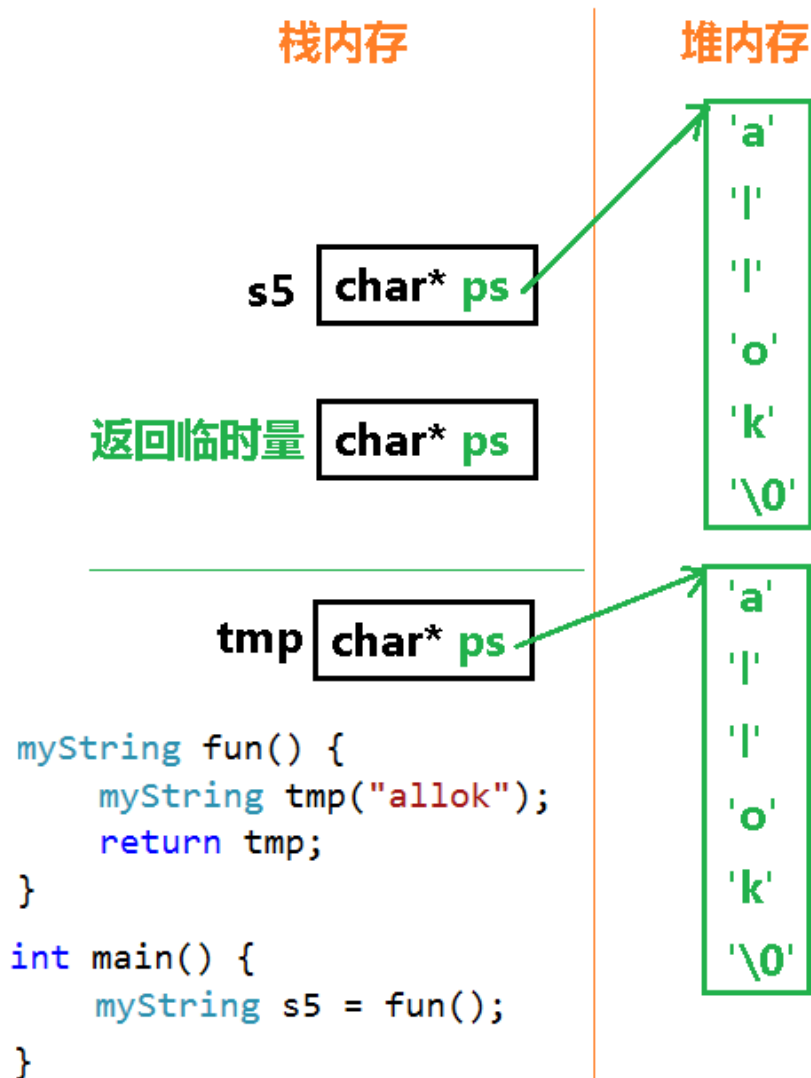 栈内存 堆内存
'a'
'l'
'l'
'o'
'k'
'\0'
s5 char* ps
返回临时量 char* ps
tmp char* ps
'a'
'l'
'l'
'o'
'k'
'\0'
myString fun() {
    myString tmp("allok");
    return tmp;
}
int main() {
    myString s5 = fun();
}